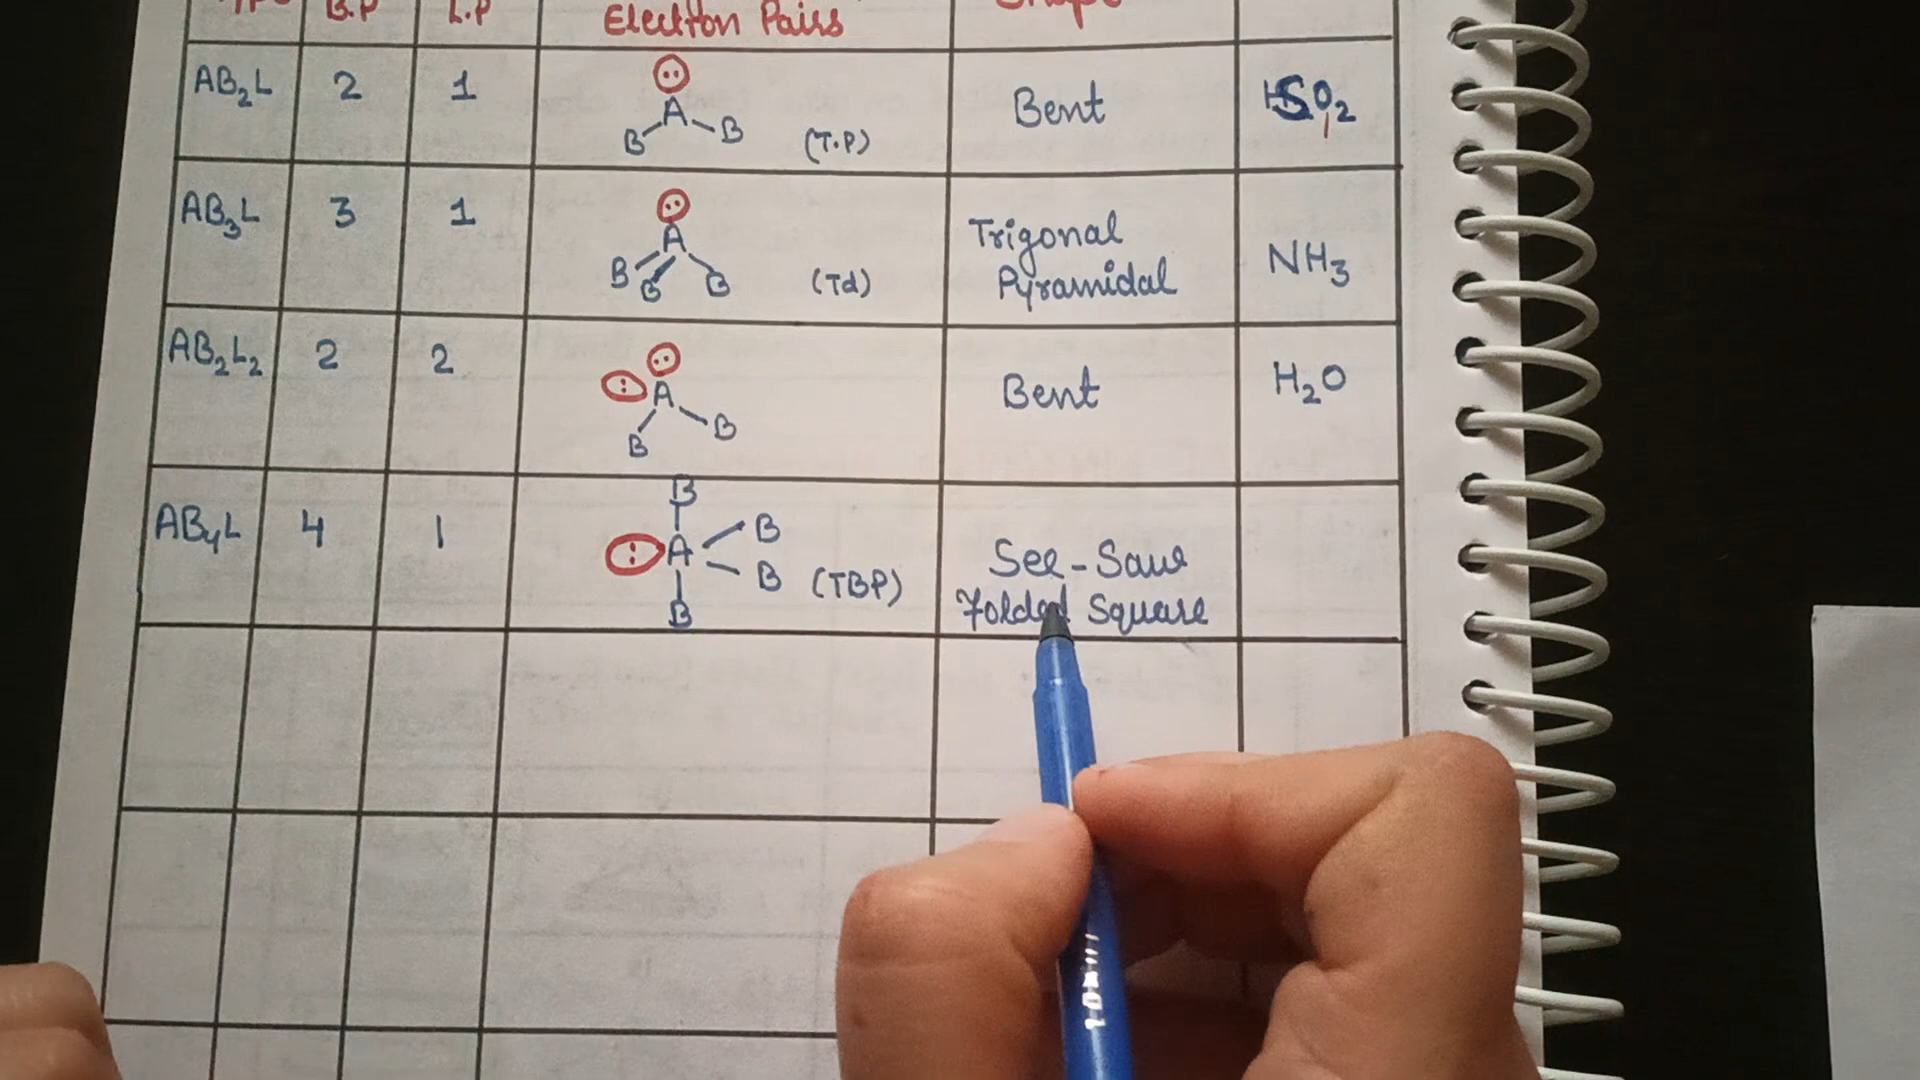 B.P L.P Electron Pairs Shape
AB₂L 2 1 A B B (T.P) Bent SO₂
AB₃L 3 1 A B B B (Td) Trigonal Pyramidal NH₃
AB₂L₂ 2 2 A B B Bent H₂O
AB₄L 4 1 B A B B B (TBP) See-Saw
Folded Square